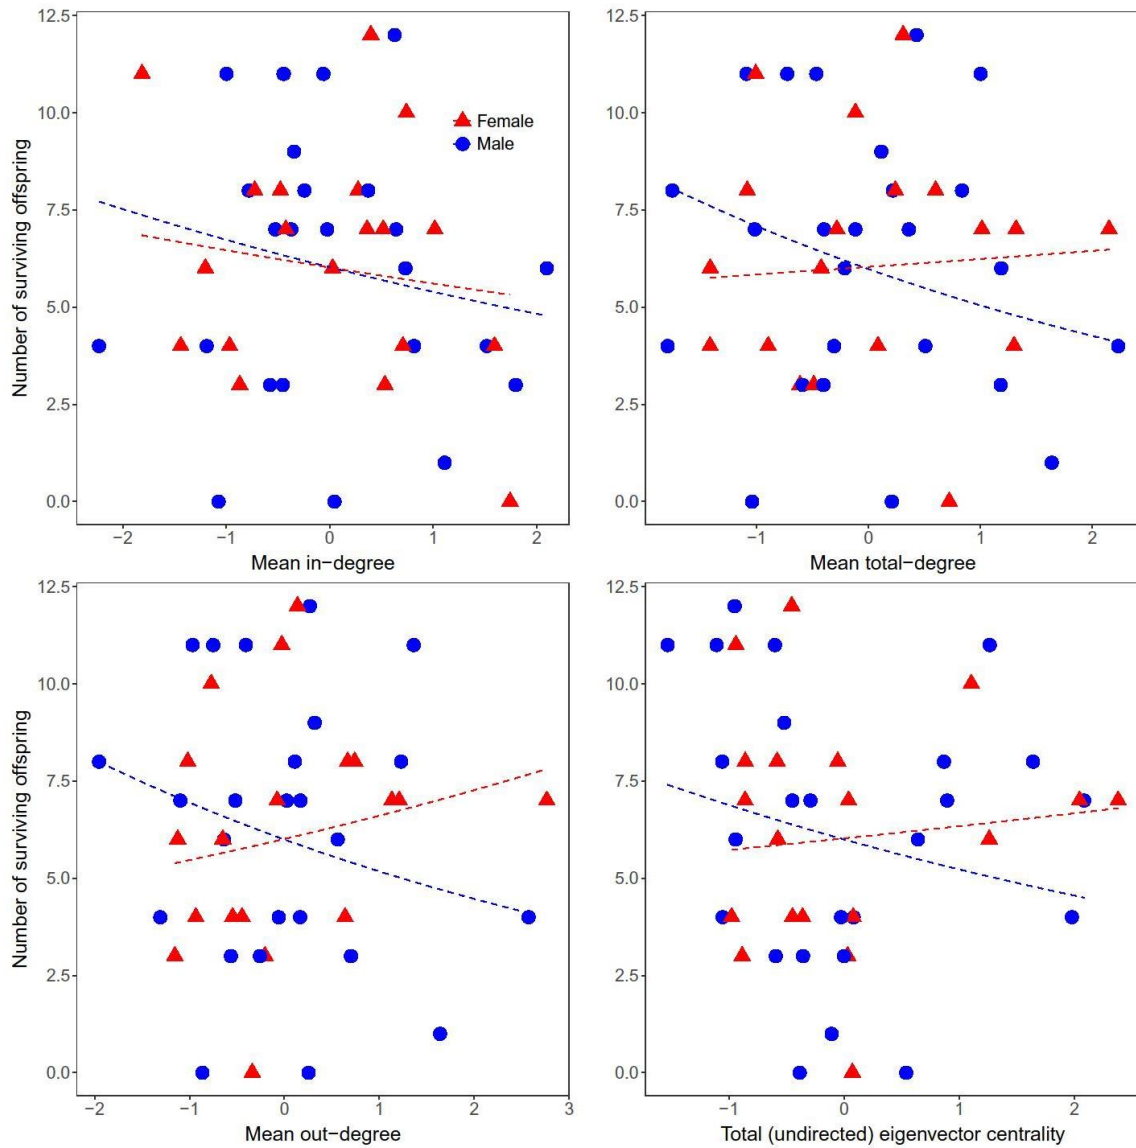 12.5
10.0
7.5
5.0
2.5
0.0
Number of surviving offspring
Female
Male
−2 −1 0 1 2
Mean in−degree
12.5
10.0
7.5
5.0
2.5
0.0
−1 0 1 2
Mean total−degree
12.5
10.0
7.5
5.0
2.5
0.0
Number of surviving offspring
−2 −1 0 1 2 3
Mean out−degree
12.5
10.0
7.5
5.0
2.5
0.0
−1 0 1 2
Total (undirected) eigenvector centrality